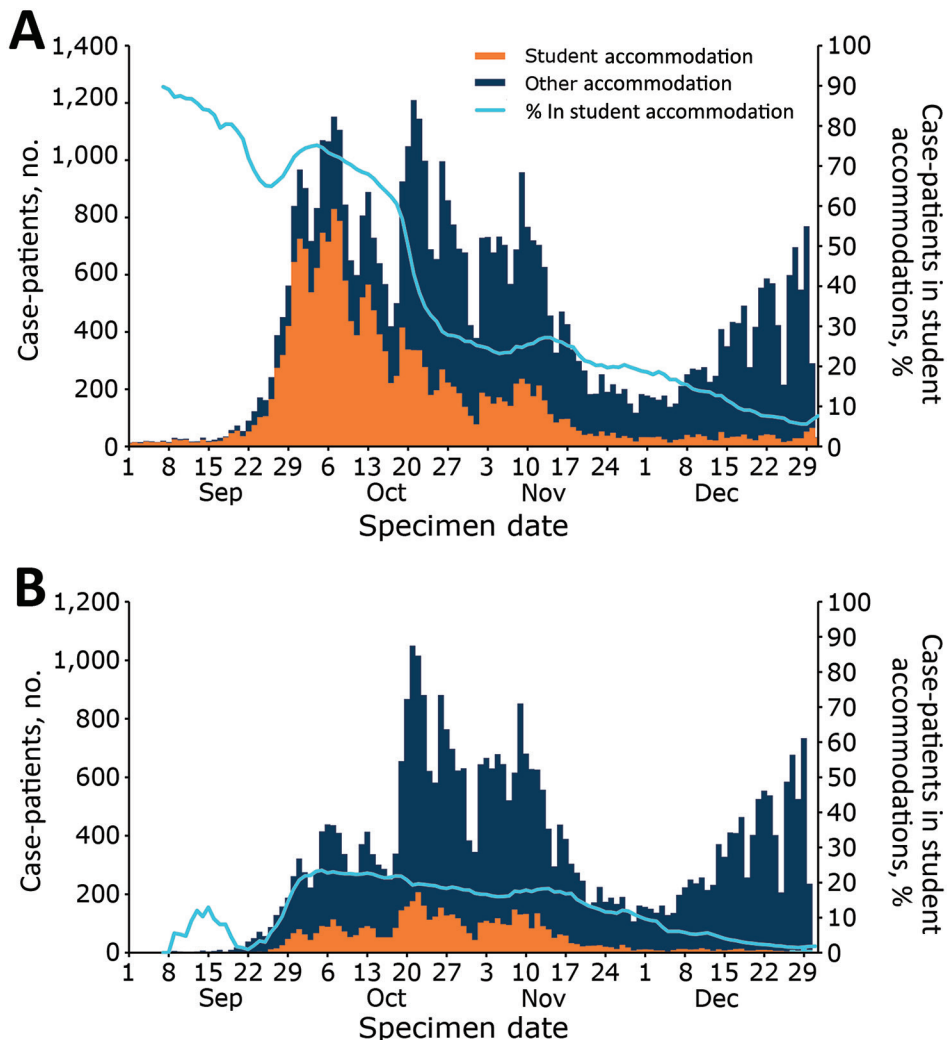 A
1,400
1,200
1,000
800
600
400
200
0
Case-patients, no.
Student accommodation
Other accommodation
% In student accommodation
100
90
80
70
60
50
40
30
20
10
0
Case-patients in student
accommodations, %
1 8 15 22 29 6 13 20 27 3 10 17 24 1 8 15 22 29
Sep Oct Nov Dec
Specimen date
B
1,200
1,000
800
600
400
200
0
Case-patients, no.
100
90
80
70
60
50
40
30
20
10
0
Case-patients in student
accommodations, %
1 8 15 22 29 6 13 20 27 3 10 17 24 1 8 15 22 29
Sep Oct Nov Dec
Specimen date